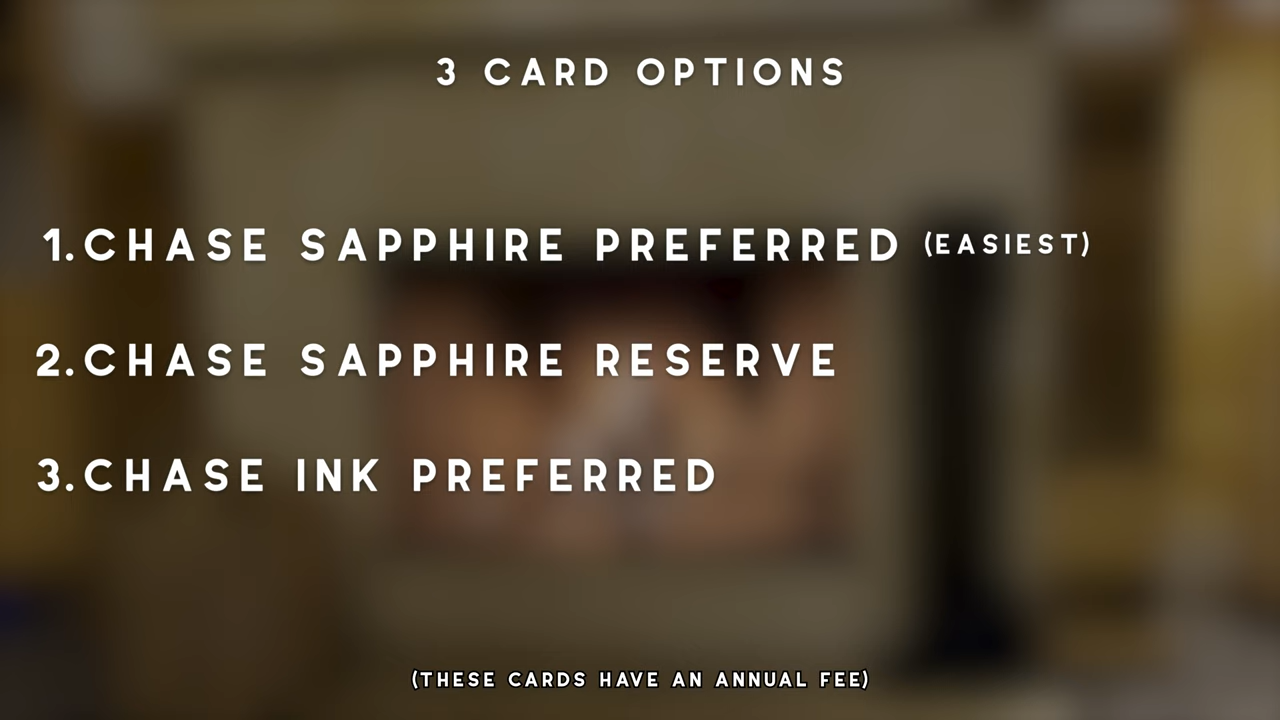 3 CARD OPTIONS
1.CHASE SAPPHIRE PREFERRED (EASIEST)
2.CHASE SAPPHIRE RESERVE
3.CHASE INK PREFERRED
(THESE CARDS HAVE AN ANNUAL FEE)